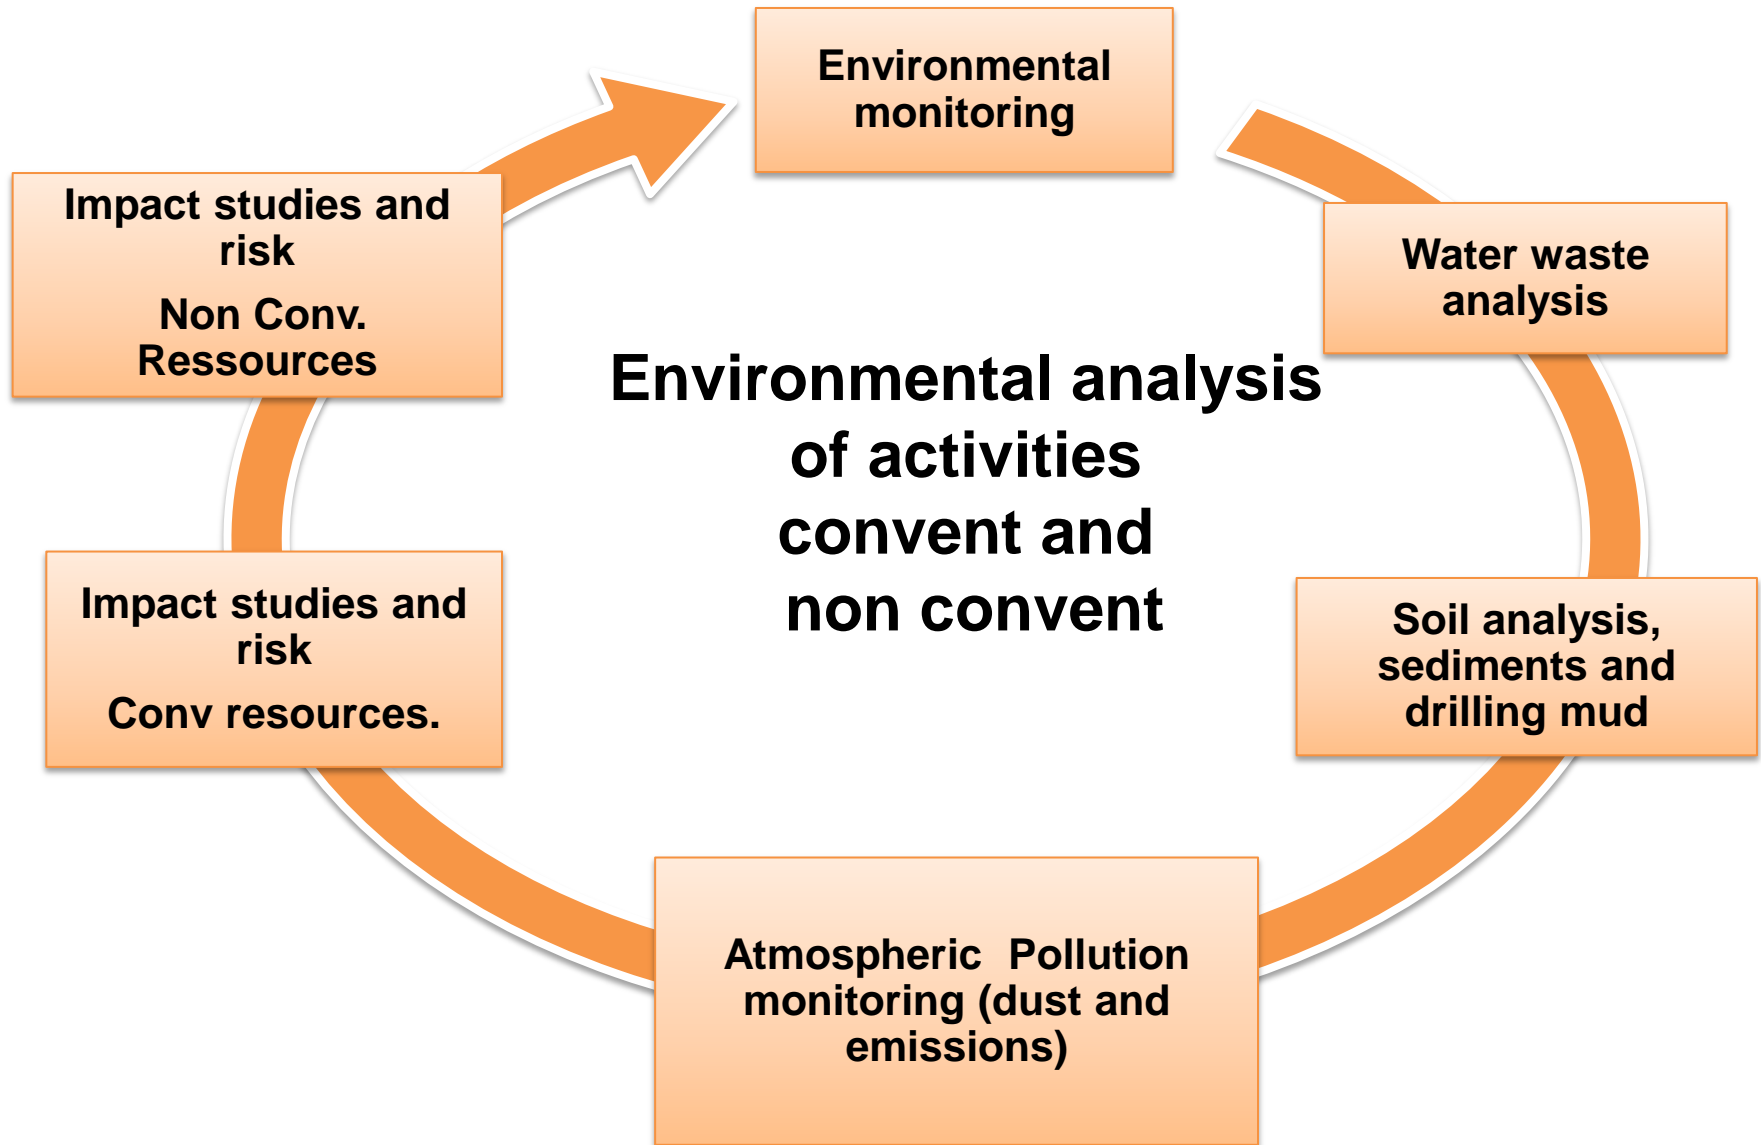 Environmental
monitoring
Water waste
analysis
Soil analysis,
sediments and
drilling mud
Atmospheric Pollution
monitoring (dust and
emissions)
Impact studies and
risk
Conv resources.
Impact studies and
risk
Non Conv.
Ressources
Environmental analysis
of activities
convent and
non convent